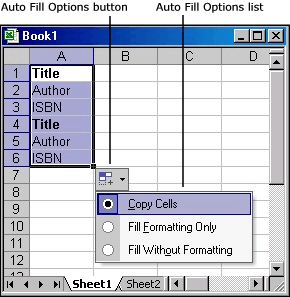 Auto Fill Options button Auto Fill Options list
Book1
A B C D
1 Title
2 Author
3 ISBN
4 Title
5 Author
6 ISBN
7
8 Copy Cells
9 Fill Formatting Only
10 Fill Without Formatting
11
12
13
Sheet1 Sheet2